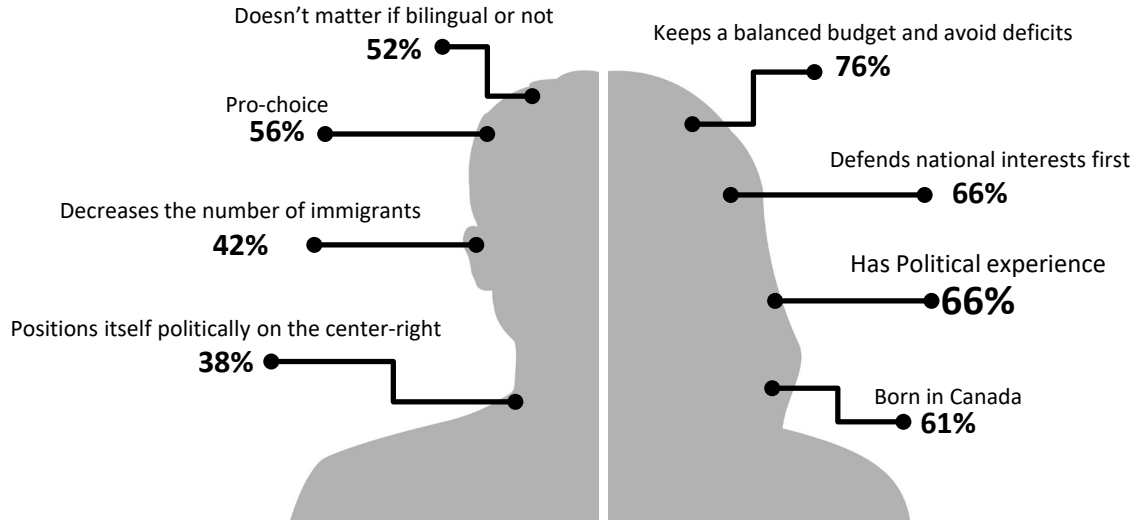 Doesn’t matter if bilingual or not
52%
Pro-choice
56%
Decreases the number of immigrants
42%
Positions itself politically on the center-right
38%
Keeps a balanced budget and avoid deficits
76%
Defends national interests first
66%
Has Political experience
66%
Born in Canada
61%